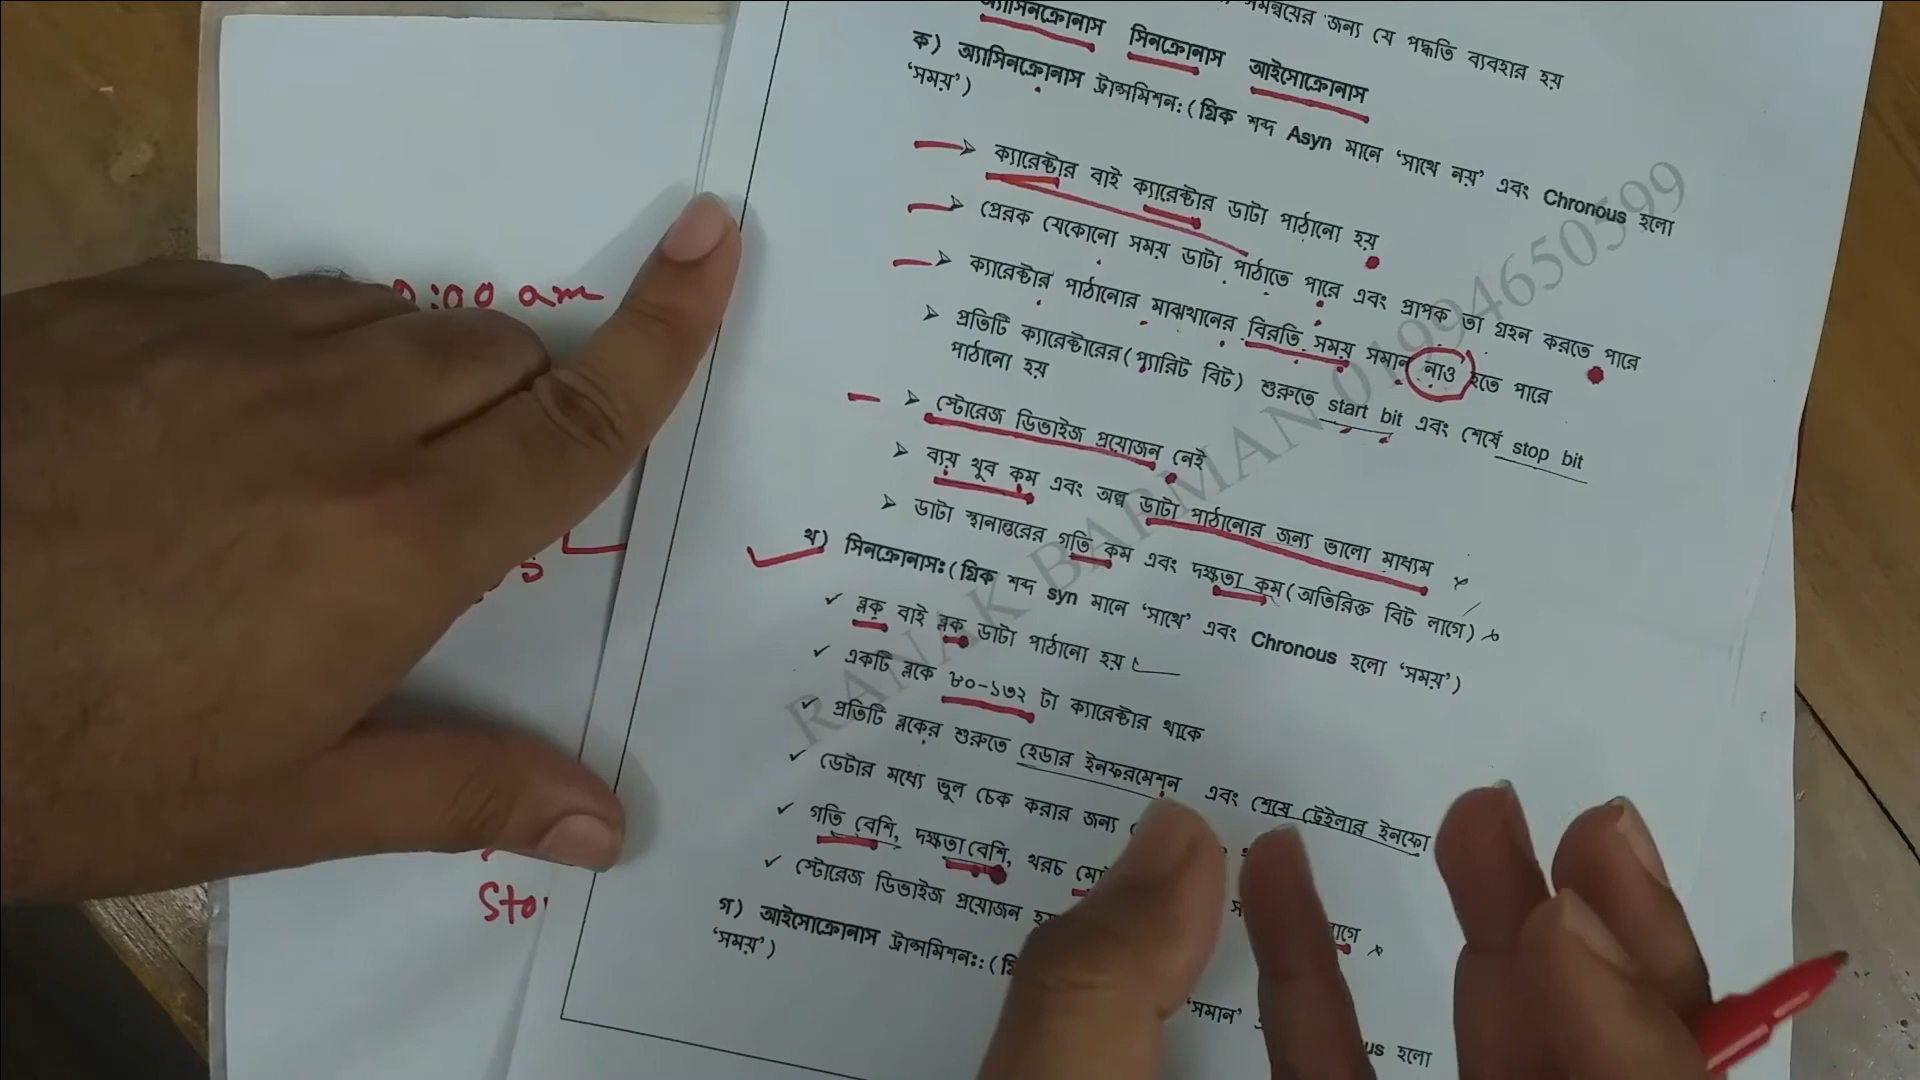 সমন্বয়ের জন্য যে পদ্ধতি ব্যবহার হয়
অ্যাসিনক্রোনাস সিনক্রোনাস আইসোক্রোনাস
ক) অ্যাসিনক্রোনাস ট্রান্সমিশন:(গ্রিক শব্দ Asyn মানে ‘সাথে নয়’ এবং Chronous হলো
‘সময়’)
➢ ক্যারেক্টার বাই ক্যারেক্টার ডাটা পাঠানো হয়
➢ প্রেরক যেকোনো সময় ডাটা পাঠাতে পারে এবং প্রাপক তা গ্রহন করতে পারে
➢ ক্যারেক্টার পাঠানোর মাঝখানের বিরতি সময় সমান নাও হতে পারে
➢ প্রতিটি ক্যারেক্টারের(প্যারিট বিট) শুরুতে start bit এবং শেষে stop bit
পাঠানো হয়
➢ স্টোরেজ ডিভাইজ প্রয়োজন নেই
➢ ব্যয় খুব কম এবং অল্প ডাটা পাঠানোর জন্য ভালো মাধ্যম
➢ ডাটা স্থানান্তরের গতি কম এবং দক্ষতা কম(অতিরিক্ত বিট লাগে)
খ) সিনক্রোনাসঃ(গ্রিক শব্দ syn মানে ‘সাথে’ এবং Chronous হলো ‘সময়’)
✓ ব্লক বাই ব্লক ডাটা পাঠানো হয়
✓ একটি ব্লকে ৮০-১৩২ টা ক্যারেক্টার থাকে
✓ প্রতিটি ব্লকের শুরুতে হেডার ইনফরমেশন এবং শেষে টেইলার ইনফো
✓ ডেটার মধ্যে ভুল চেক করার জন্য
✓ গতি বেশি, দক্ষতা বেশি, খরচ লাগে
✓ স্টোরেজ ডিভাইজ প্রয়োজন
গ) আইসোক্রোনাস ট্রান্সমিশনঃ:( ‘সমান’ হলো
‘সময়’)
RANAK BARMAN 01994650599
:00 am